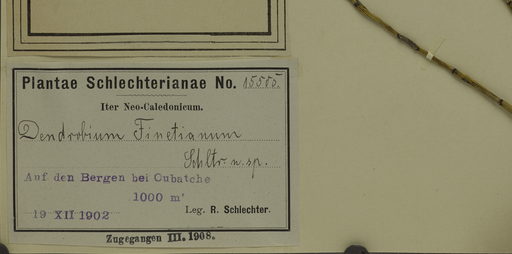 Plantae Schlechterianae No. 15555.
Iter Neo-Caledonicum.
Dendrobium Finetianum
Schltr. n. sp.
Auf den Bergen bei Oubatche
1000 m
19 XII 1902
Leg. R. Schlechter.
Zugegangen III. 1908.